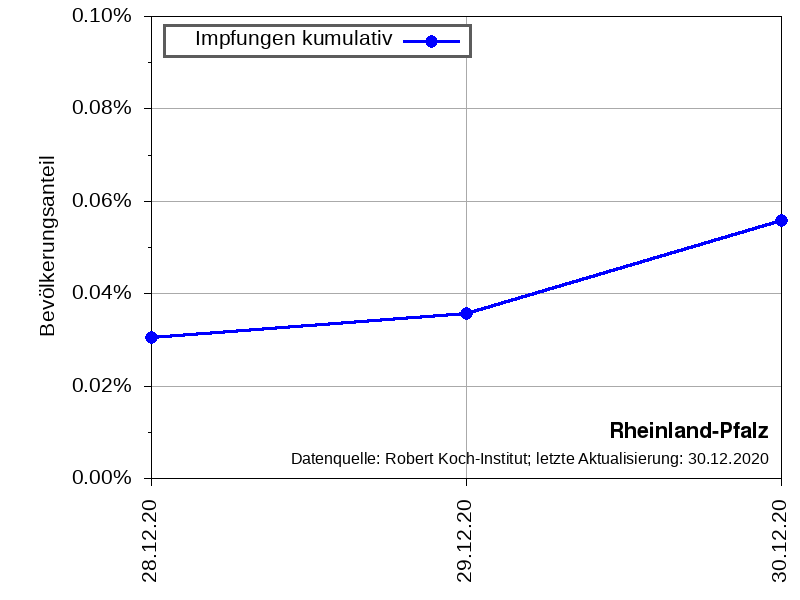 0.10%
Impfungen kumulativ
0.08%
0.06%
0.04%
0.02%
0.00%
Bevölkerungsanteil
Rheinland-Pfalz
Datenquelle: Robert Koch-Institut; letzte Aktualisierung: 30.12.2020
28.12.20
29.12.20
30.12.20